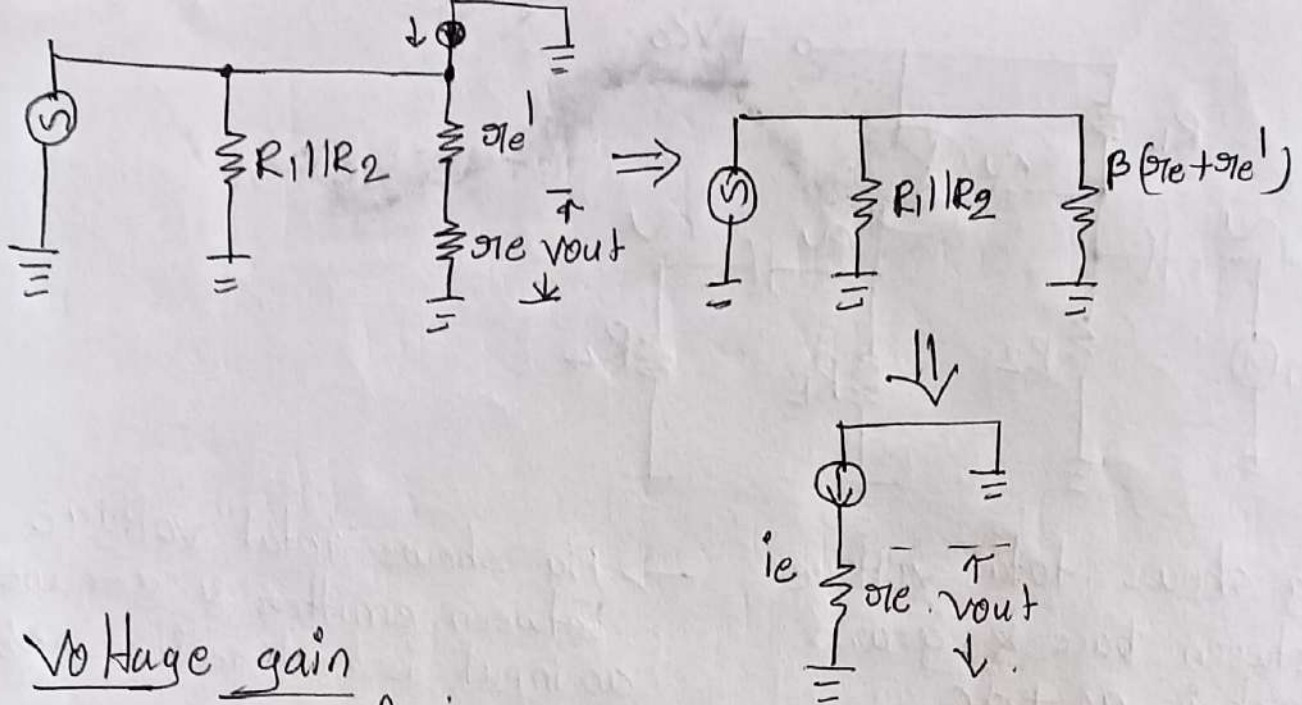 re'
R1||R2
re vout
⇒
S
R1||R2
β(re+re')
S
ie
re. vout
Voltage gain